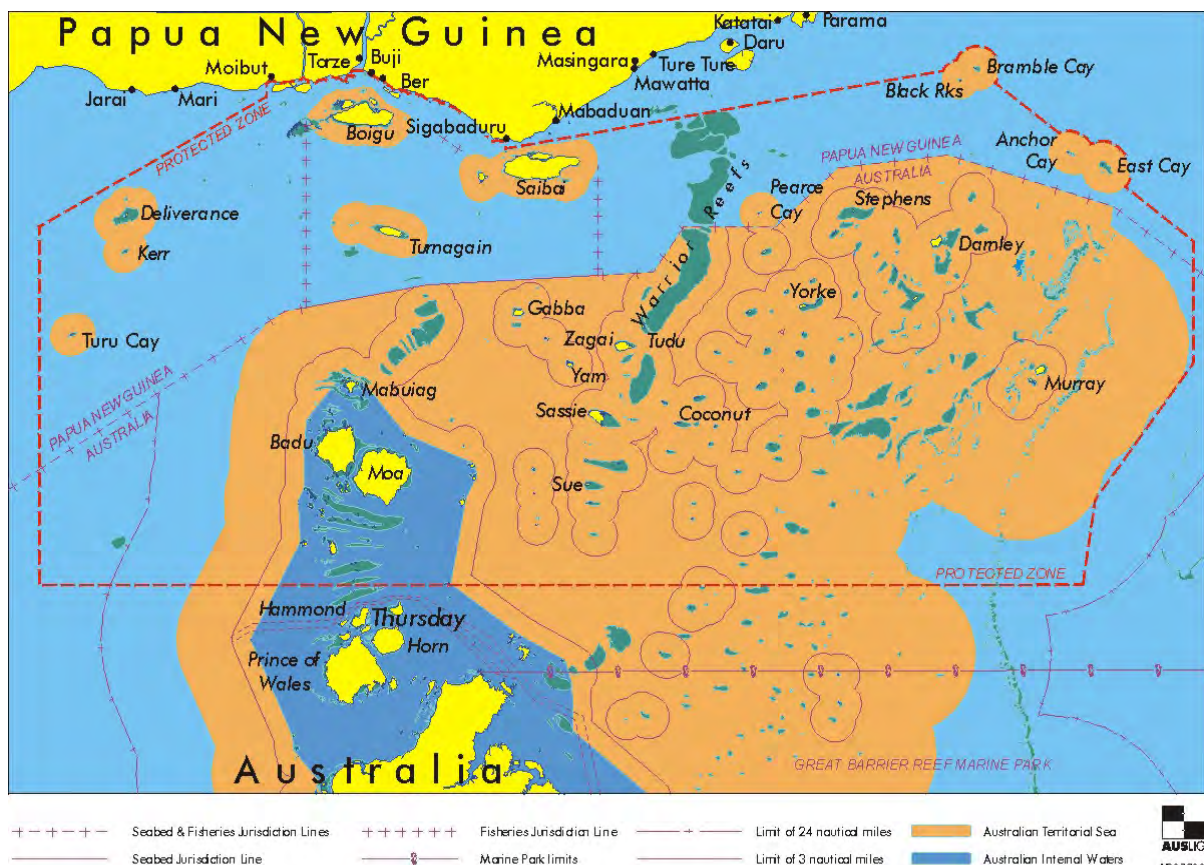 Papua New Guinea
Katatai
Parama
Daru
Moibut
Tarze
Buji
Ber
Masingara
Ture Ture
Mawatta
Jarai
Mari
Mabaduan
Sigabaduru
Bramble Cay
Black Rks
PROTECTED ZONE
Boigu
Saibai
Anchor
Cay
East Cay
PAPUA NEW GUINEA
AUSTRALIA
Pearce
Cay
Stephens
Deliverance
Kerr
Turnagain
Warrior Reefs
Darnley
Turu Cay
Gabba
Yorke
Zagai
Tudu
Yam
Mabuiag
Murray
PAPUA NEW GUINEA
AUSTRALIA
Sassie
Coconut
Badu
Moa
Sue
PROTECTED ZONE
Hammond
Thursday
Horn
Prince of
Wales
Australia
GREAT BARRIER REEF MARINE PARK
Seabed & Fisheries Jurisdiction Lines
Fisheries Jurisdiction Line
Limit of 24 nautical miles
Australian Territorial Sea
Seabed Jurisdiction Line
Marine Park limits
Limit of 3 nautical miles
Australian Internal Waters